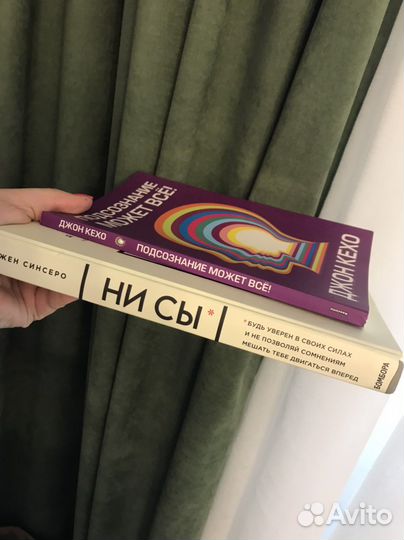 ПОДСОЗНАНИЕ
МОЖЕТ ВСЁ!
ДЖОН КЕХО
ДЖОН КЕХО
ПОДСОЗНАНИЕ МОЖЕТ ВСЁ!
ЖЕН СИНСЕРО
НИ СЫ*
*БУДЬ УВЕРЕН В СВОИХ СИЛАХ
И НЕ ПОЗВОЛЯЙ СОМНЕНИЯМ
МЕШАТЬ ТЕБЕ ДВИГАТЬСЯ ВПЕРЕД
БОМБОРА
Avito